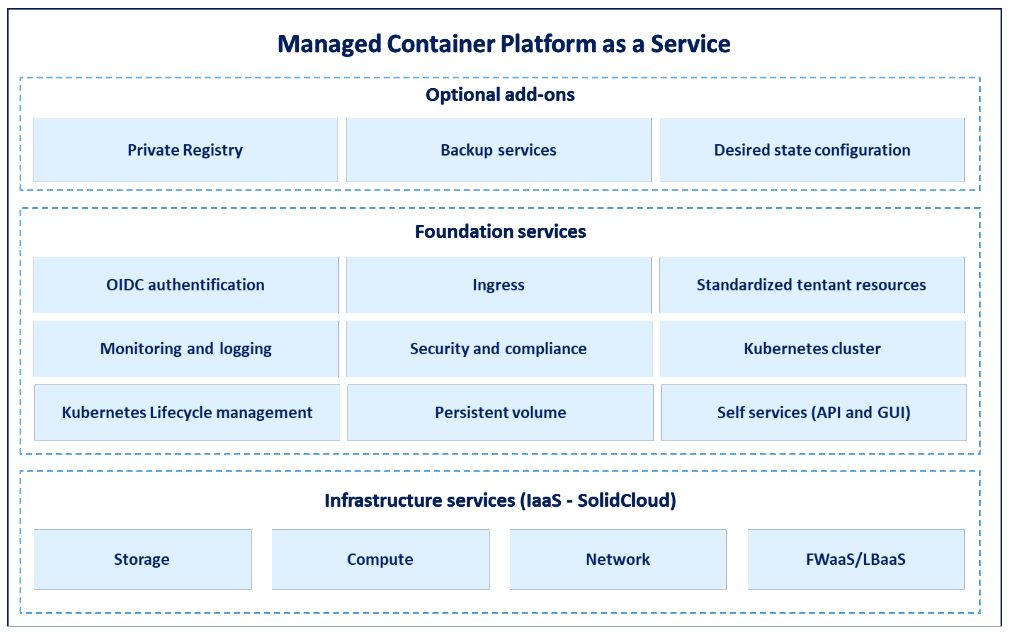 Managed Container Platform as a Service
Optional add-ons
Private Registry
Backup services
Desired state configuration
Foundation services
OIDC authentification
Ingress
Standardized tentant resources
Monitoring and logging
Security and compliance
Kubernetes cluster
Kubernetes Lifecycle management
Persistent volume
Self services (API and GUI)
Infrastructure services (IaaS - SolidCloud)
Storage
Compute
Network
FWaaS/LBaaS